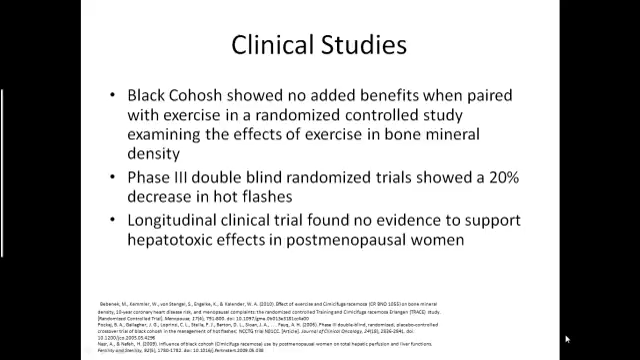 Clinical Studies
• Black Cohosh showed no added benefits when paired
with exercise in a randomized controlled study
examining the effects of exercise in bone mineral
density
• Phase III double blind randomized trials showed a 20%
decrease in hot flashes
• Longitudinal clinical trial found no evidence to support
hepatotoxic effects in postmenopausal women
Bebenek, M., Kemmler, W., von Stengel, S., Engelke, K., & Kalender, W. A. (2010). Effect of exercise and Cimicifuga racemosa (CR BNO 1055) on bone mineral
density, 10-year coronary heart disease risk, and menopausal complaints: the randomized controlled Training and Cimicifuga racemosa Erlangen (TRACE) study.
[Randomized Controlled Trial]. Menopause, 17(4), 791-800. doi: 10.1097/gme.
Pockaj, B. A., Gallagher, J. G., Loprinzi, C. L., Stella, P. J., Barton, D. L., Sloan, J. A., . . . Fauq, A. H. (2006). Phase III double-blind, randomized, placebo-controlled
crossover trial of black cohosh in the management of hot flashes: NCCTG trial N01CC. [Article]. Journal of Clinical Oncology, 24(18), 2836-2841. doi:
10.1200/jco.2005.05.4296
Nasr, A., & Nafeh, H. (2009). Influence of black cohosh (Cimicifuga racemosa) use by postmenopausal women on total hepatic perfusion and liver functions.
Fertility and Sterility, 92(5), 1780-1782. doi: 10.1016/j.fertnstert.2009.05.038